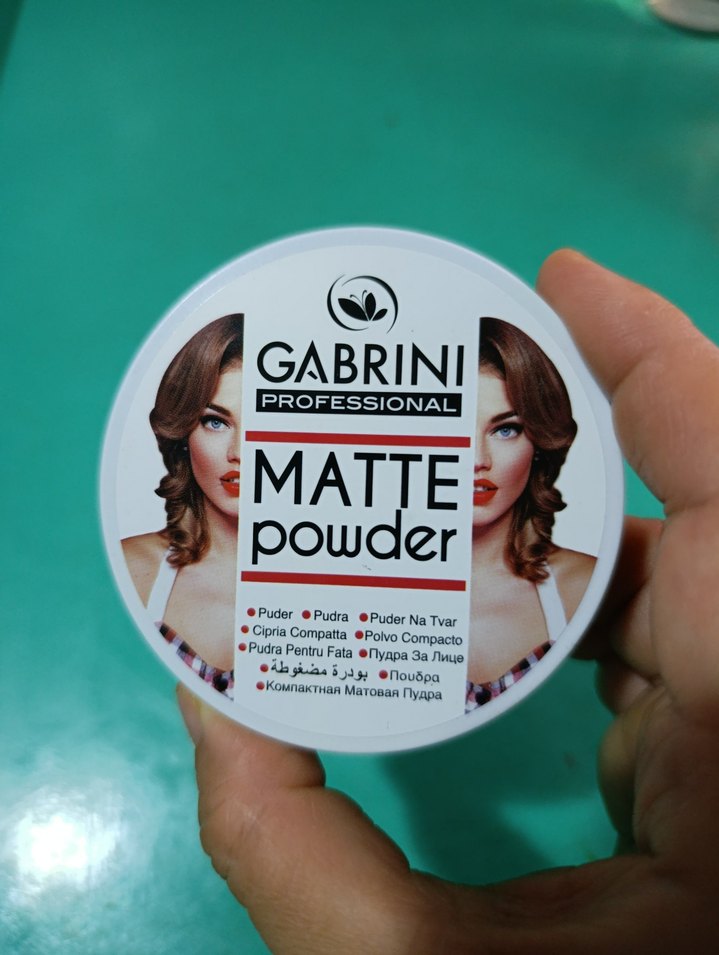 GABRINI
PROFESSIONAL
MATTE
powder
Puder Pudra Puder Na Tvar
Cipria Compatta Polvo Compacto
Pudra Pentru Fata Пудра За Лице
بودرة مضغوطة Πουδρα
Компактная Матовая Пудра